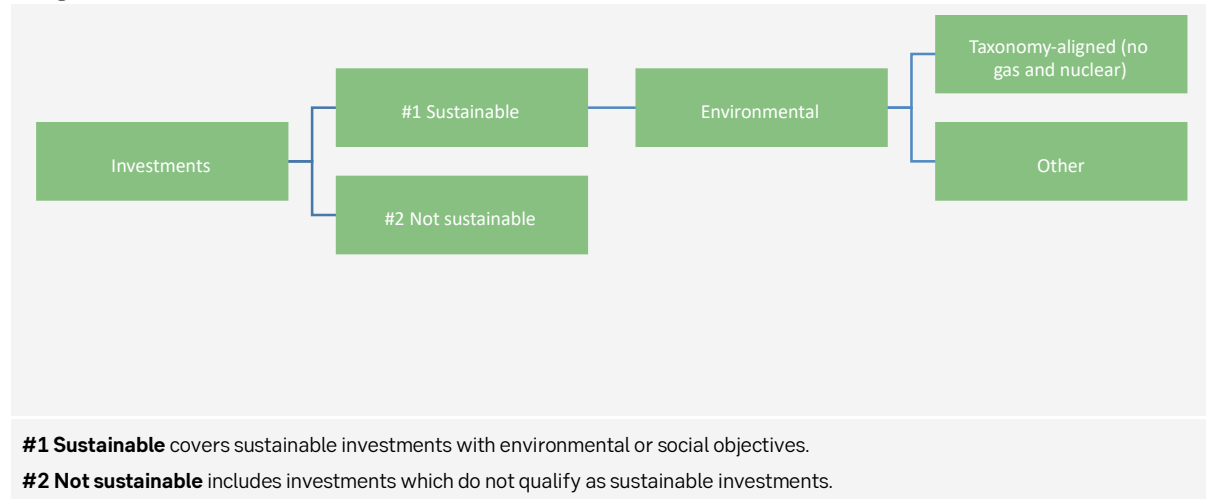 Investments
#1 Sustainable
#2 Not sustainable
Environmental
Taxonomy-aligned (no
gas and nuclear)
Other
#1 Sustainable covers sustainable investments with environmental or social objectives.
#2 Not sustainable includes investments which do not qualify as sustainable investments.